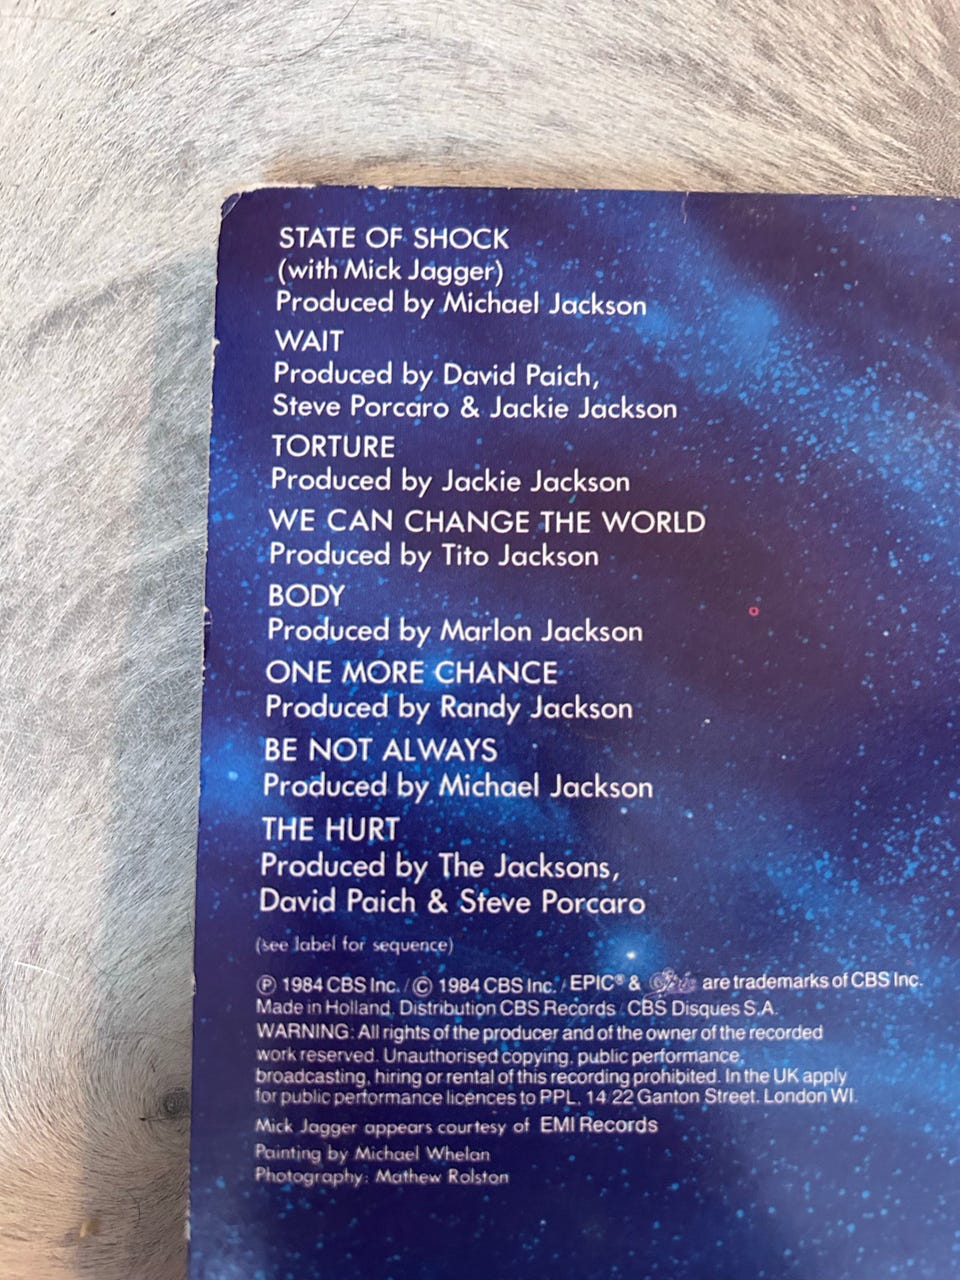 STATE OF SHOCK
(with Mick Jagger)
Produced by Michael Jackson
WAIT
Produced by David Paich,
Steve Porcaro & Jackie Jackson
TORTURE
Produced by Jackie Jackson
WE CAN CHANGE THE WORLD
Produced by Tito Jackson
BODY
Produced by Marlon Jackson
ONE MORE CHANCE
Produced by Randy Jackson
BE NOT ALWAYS
Produced by Michael Jackson
THE HURT
Produced by The Jacksons,
David Paich & Steve Porcaro
(see label for sequence)
℗ 1984 CBS Inc. / © 1984 CBS Inc. / EPIC® & Epic are trademarks of CBS Inc.
Made in Holland. Distribution CBS Records / CBS Disques S.A.
WARNING: All rights of the producer and of the owner of the recorded
work reserved. Unauthorised copying, public performance,
broadcasting, hiring or rental of this recording prohibited. In the UK apply
for public performance licences to PPL, 14 22 Ganton Street, London WI.
Mick Jagger appears courtesy of EMI Records
Painting by Michael Whelan
Photography: Mathew Rolston